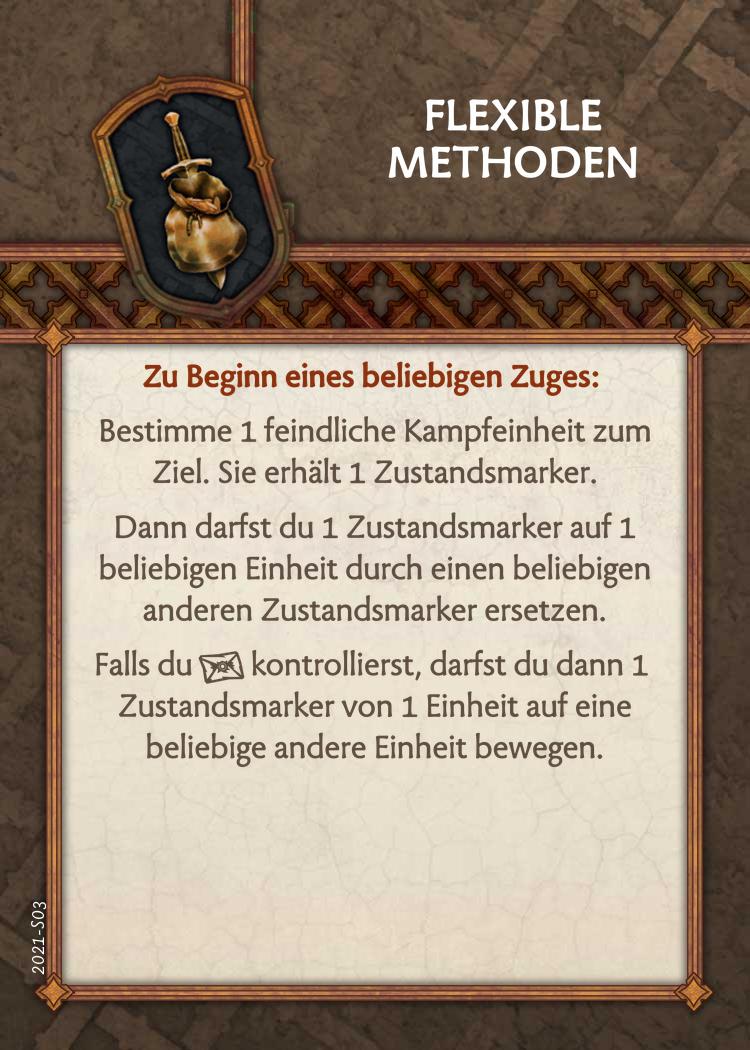 FLEXIBLE
METHODEN
Zu Beginn eines beliebigen Zuges:
Bestimme 1 feindliche Kampfeinheit zum
Ziel. Sie erhält 1 Zustandsmarker.
Dann darfst du 1 Zustandsmarker auf 1
beliebigen Einheit durch einen beliebigen
anderen Zustandsmarker ersetzen.
Falls du kontrollierst, darfst du dann 1
Zustandsmarker von 1 Einheit auf eine
beliebige andere Einheit bewegen.
2021-S03